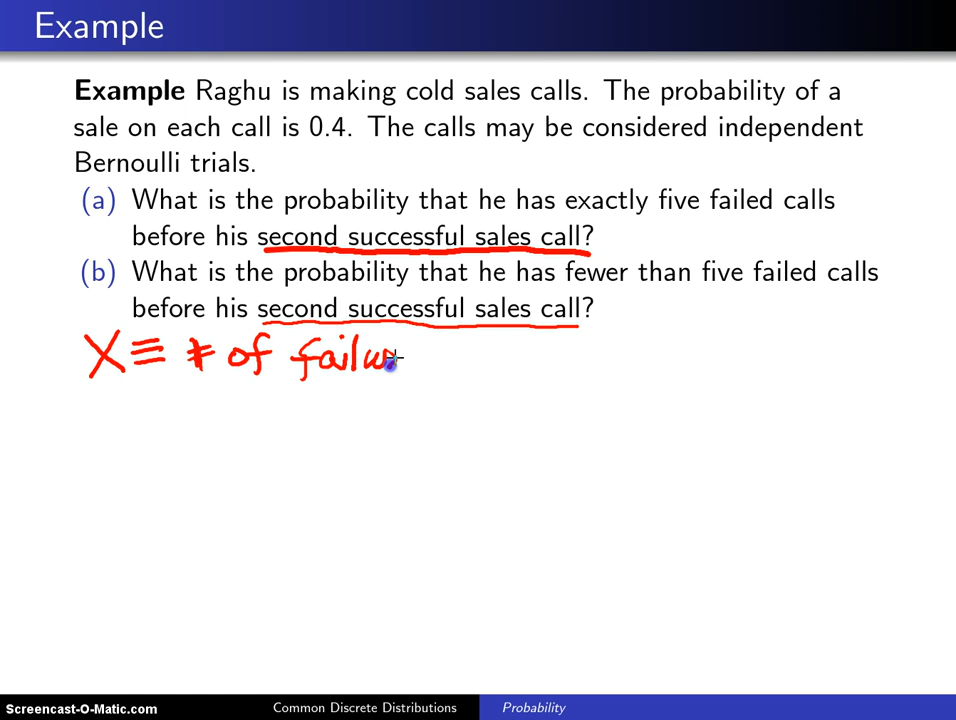 Example
Example Raghu is making cold sales calls. The probability of a
sale on each call is 0.4. The calls may be considered independent
Bernoulli trials.
(a) What is the probability that he has exactly five failed calls
before his second successful sales call?
(b) What is the probability that he has fewer than five failed calls
before his second successful sales call?
X ≡ # of failu
Screencast-O-Matic.com
Common Discrete Distributions
Probability